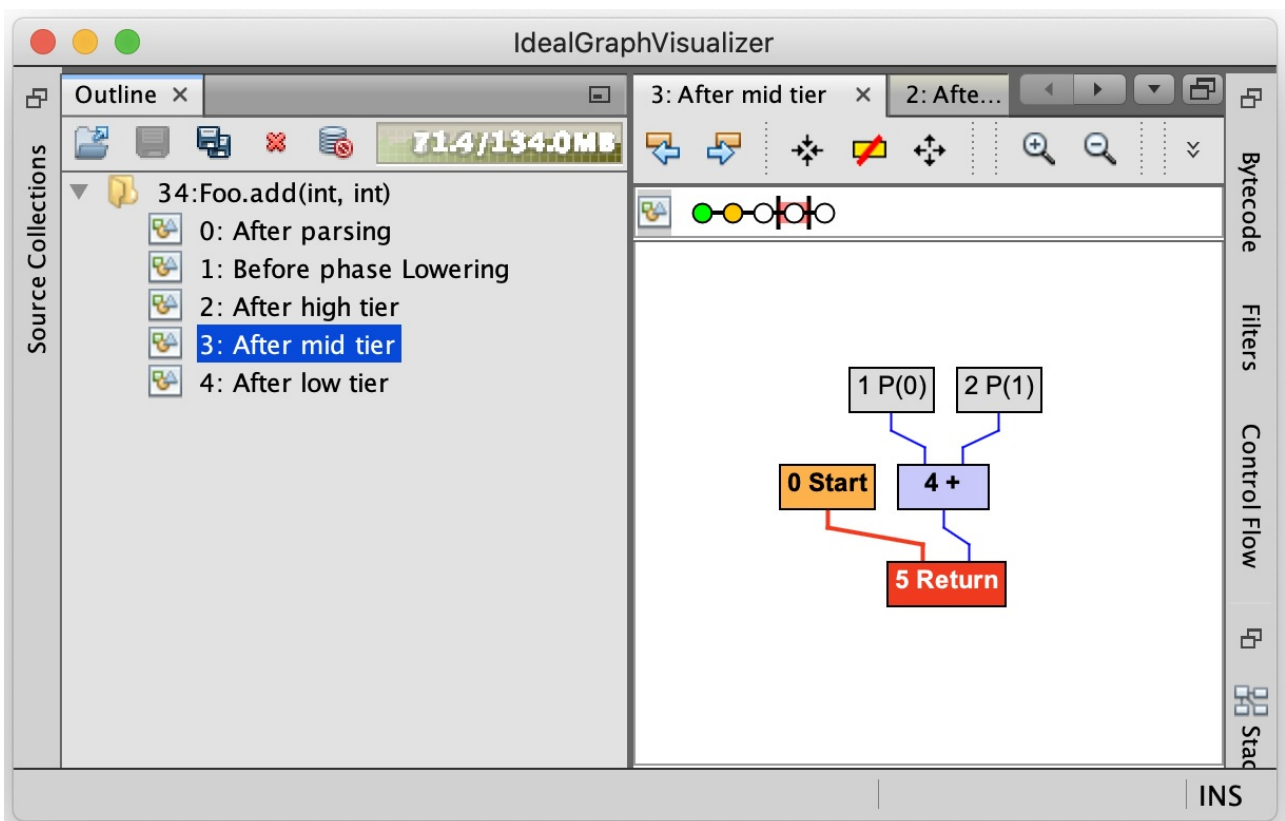 IdealGraphVisualizer
Source Collections
Outline ×
71.4/134.0MB
34:Foo.add(int, int)
0: After parsing
1: Before phase Lowering
2: After high tier
3: After mid tier
4: After low tier
3: After mid tier ×
2: Afte...
1 P(0)
2 P(1)
0 Start
4 +
5 Return
Bytecode
Filters
Control Flow
Stac
INS